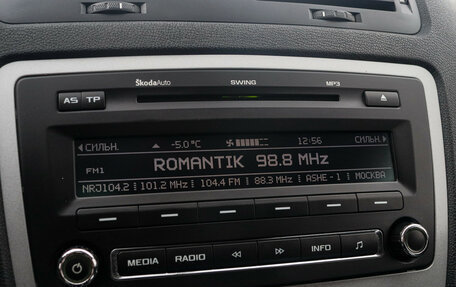 ŠkodaAuto SWING MP3
AS TP
СИЛЬН. -5.0°C 12:56 СИЛЬН.
FM1 ROMANTIK 98.8 MHz
NRJ104.2 101.2 MHz 104.4 FM 88.3 MHz ASHE - 1 МОСКВА
MEDIA RADIO INFO